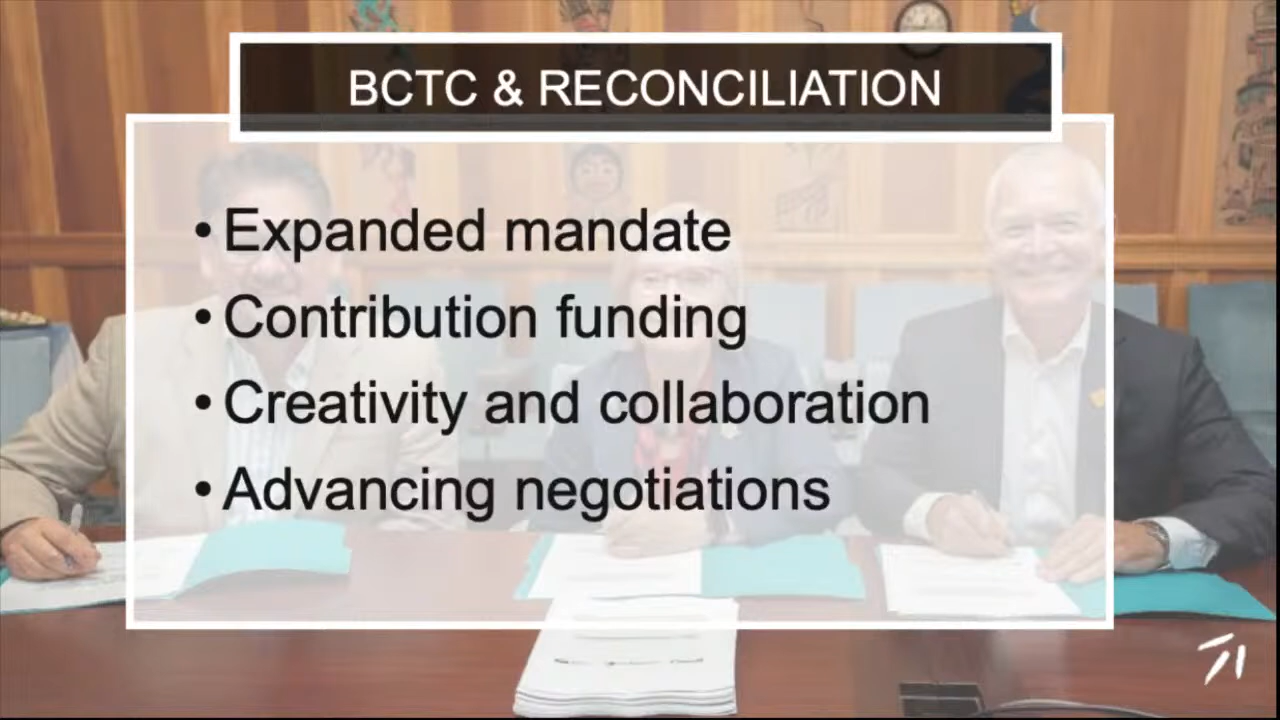 BCTC & RECONCILIATION
• Expanded mandate
• Contribution funding
• Creativity and collaboration
• Advancing negotiations